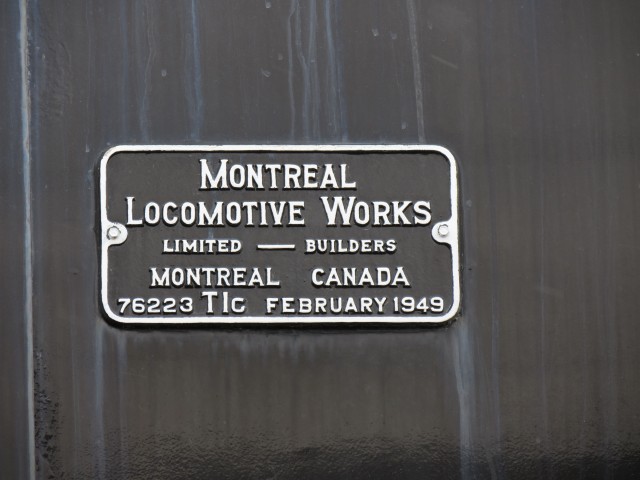 MONTREAL
LOCOMOTIVE WORKS
LIMITED — BUILDERS
MONTREAL CANADA
76223 T1C FEBRUARY 1949